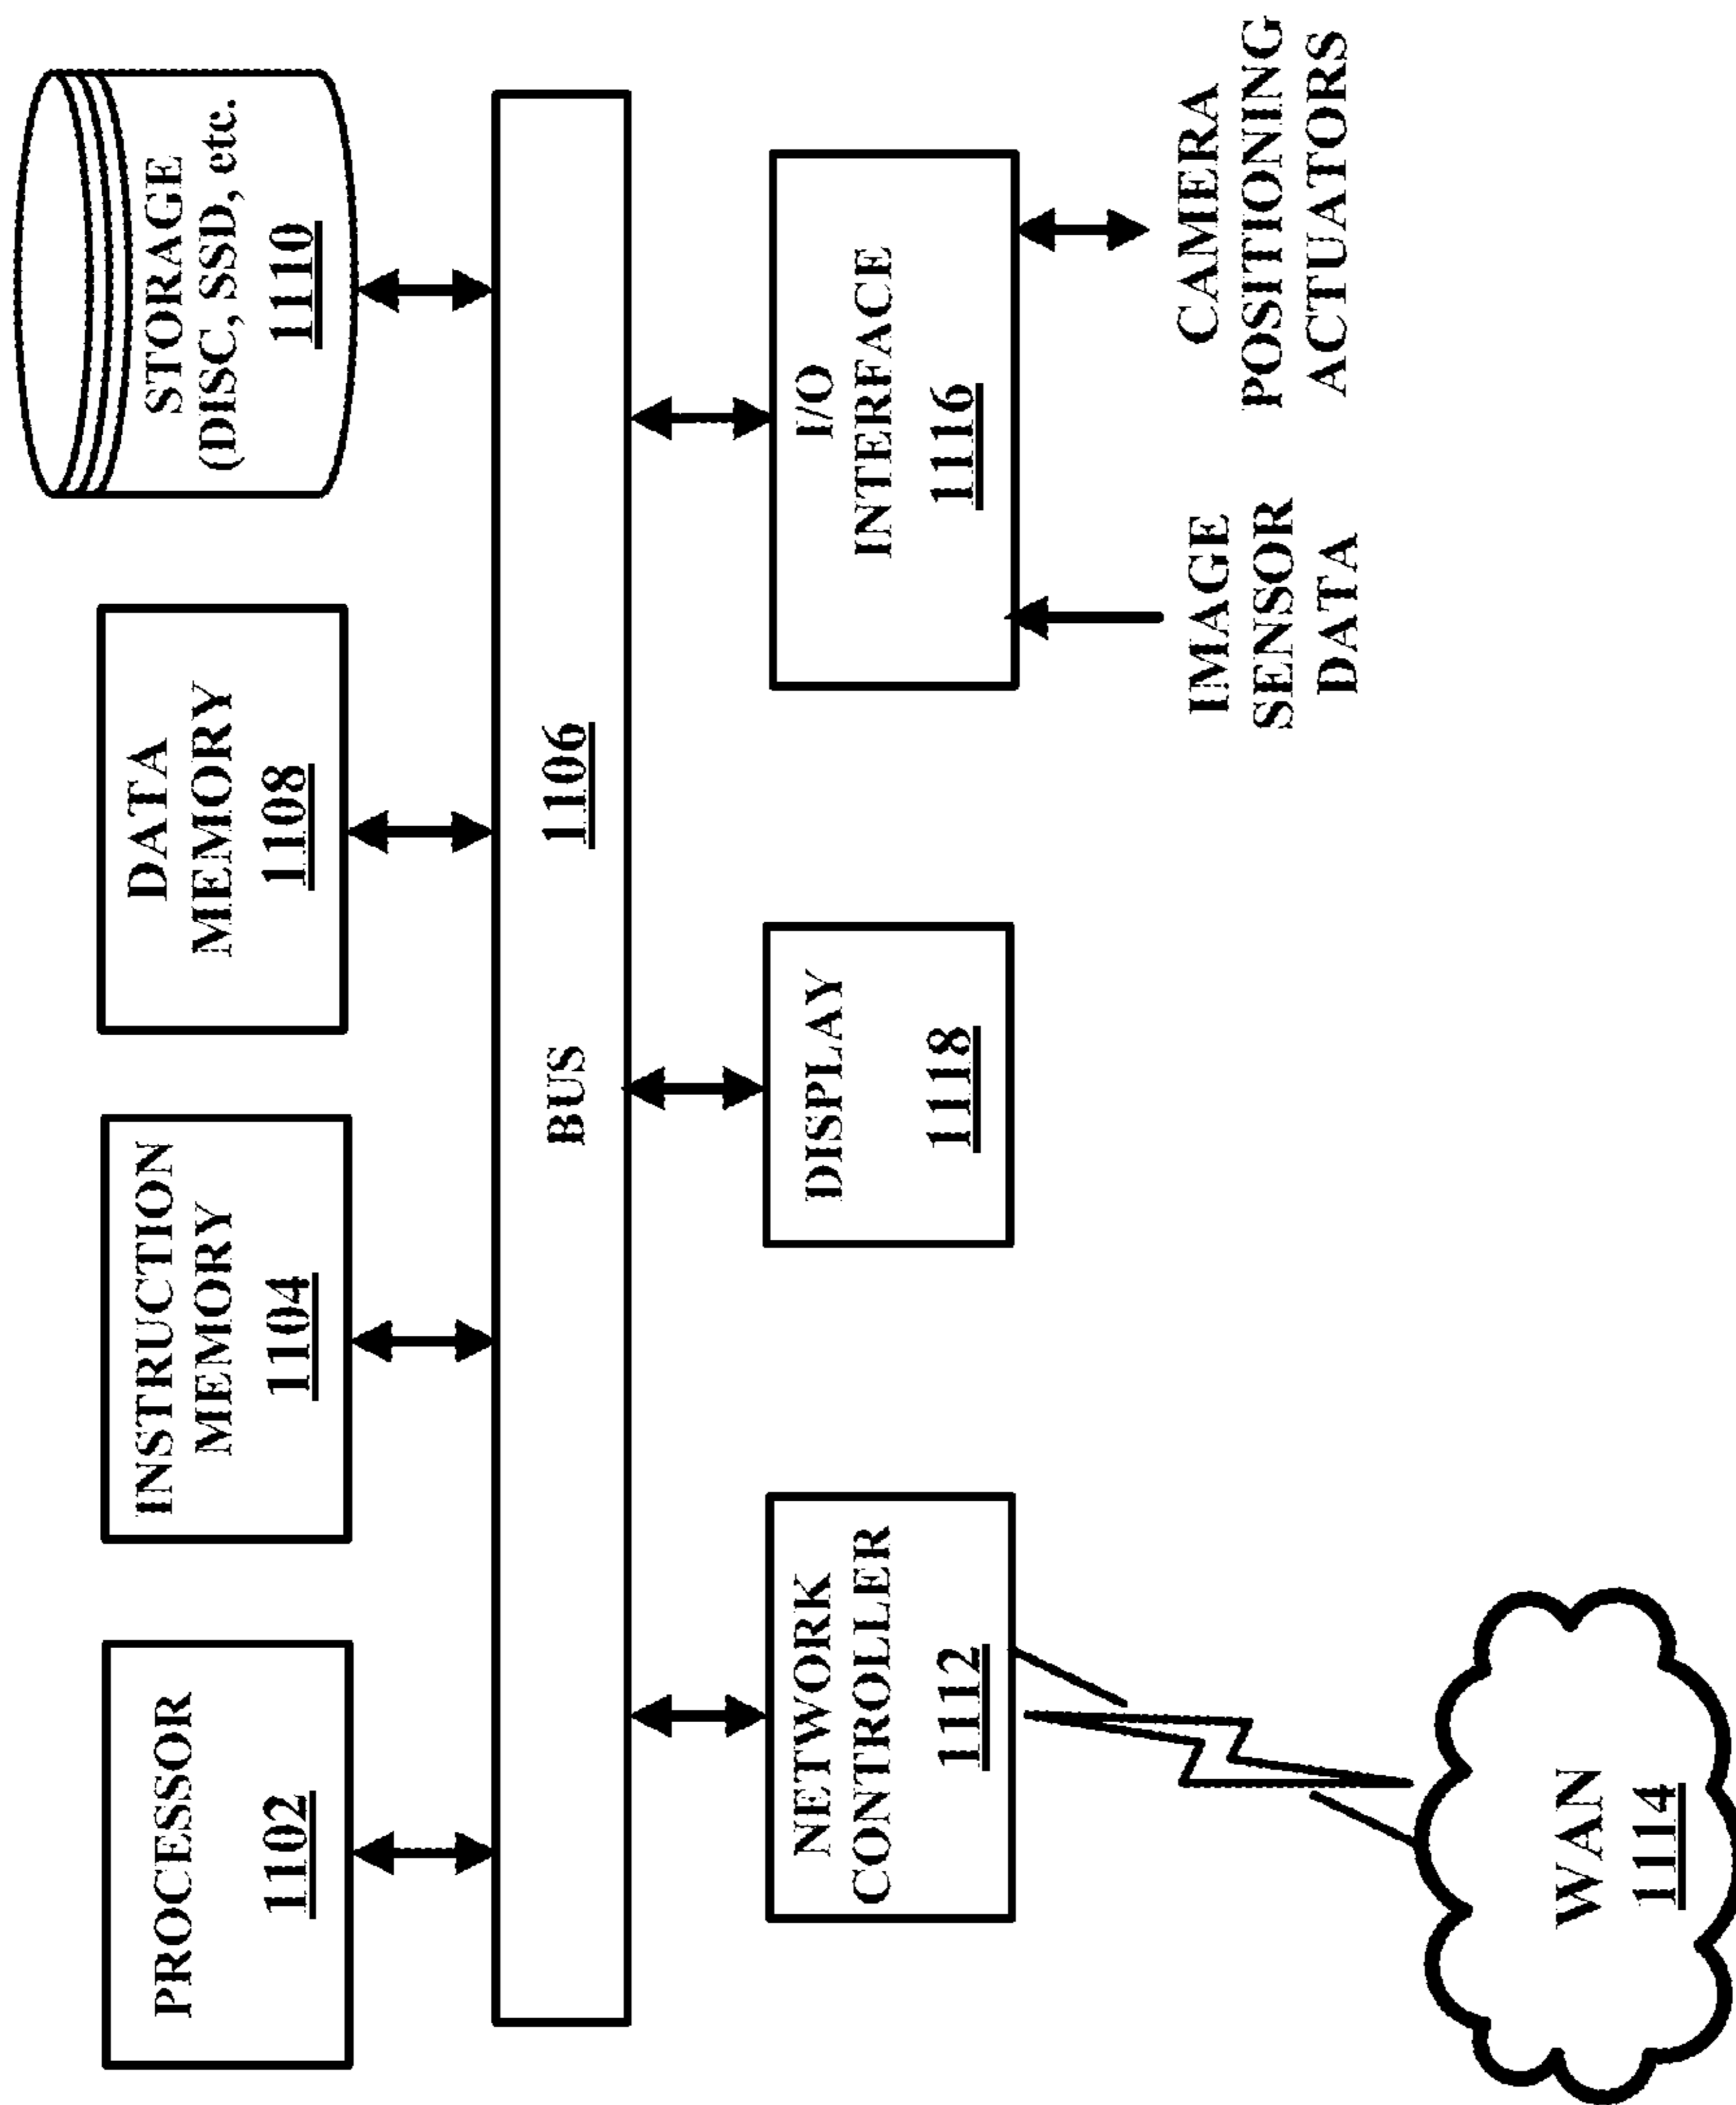 PROCESSOR
1102
INSTRUCTION
MEMORY
1104
DATA
MEMORY
1108
STORAGE
(DISC, SSD, etc.
1110
BUS
1106
NETWORK
CONTROLLER
1112
DISPLAY
1118
I/O
INTERFACE
1116
IMAGE
SENSOR
DATA
CAMERA
POSITIONING
ACTUATORS
WAN
1114